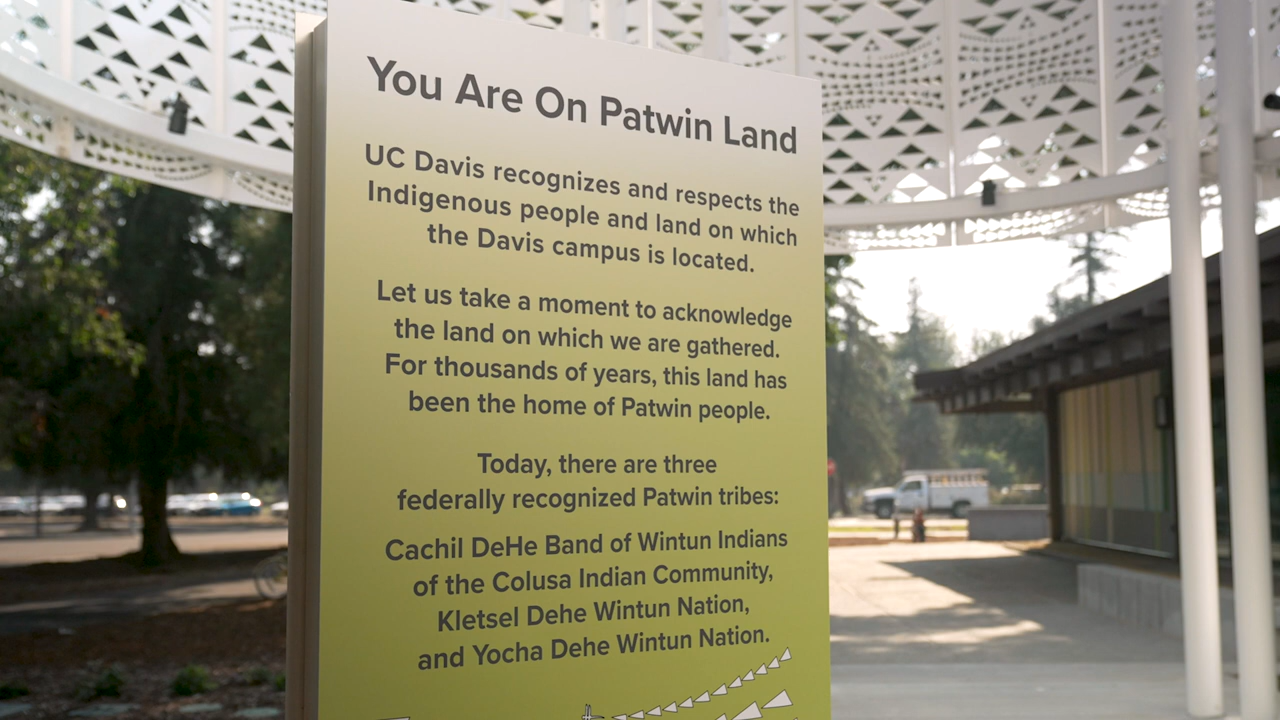 You Are On Patwin Land
UC Davis recognizes and respects the
Indigenous people and land on which
the Davis campus is located.
Let us take a moment to acknowledge
the land on which we are gathered.
For thousands of years, this land has
been the home of Patwin people.
Today, there are three
federally recognized Patwin tribes:
Cachil DeHe Band of Wintun Indians
of the Colusa Indian Community,
Kletsel Dehe Wintun Nation,
and Yocha Dehe Wintun Nation.